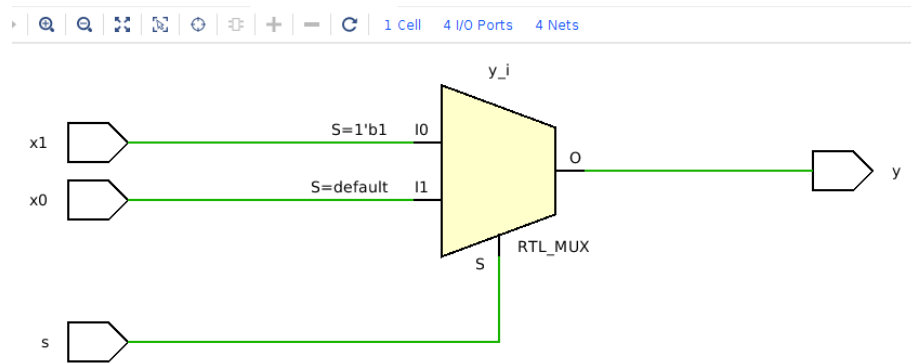 1 Cell 4 I/O Ports 4 Nets
y_i
x1 S=1'b1 I0
O
y
x0 S=default I1
RTL_MUX
S
s